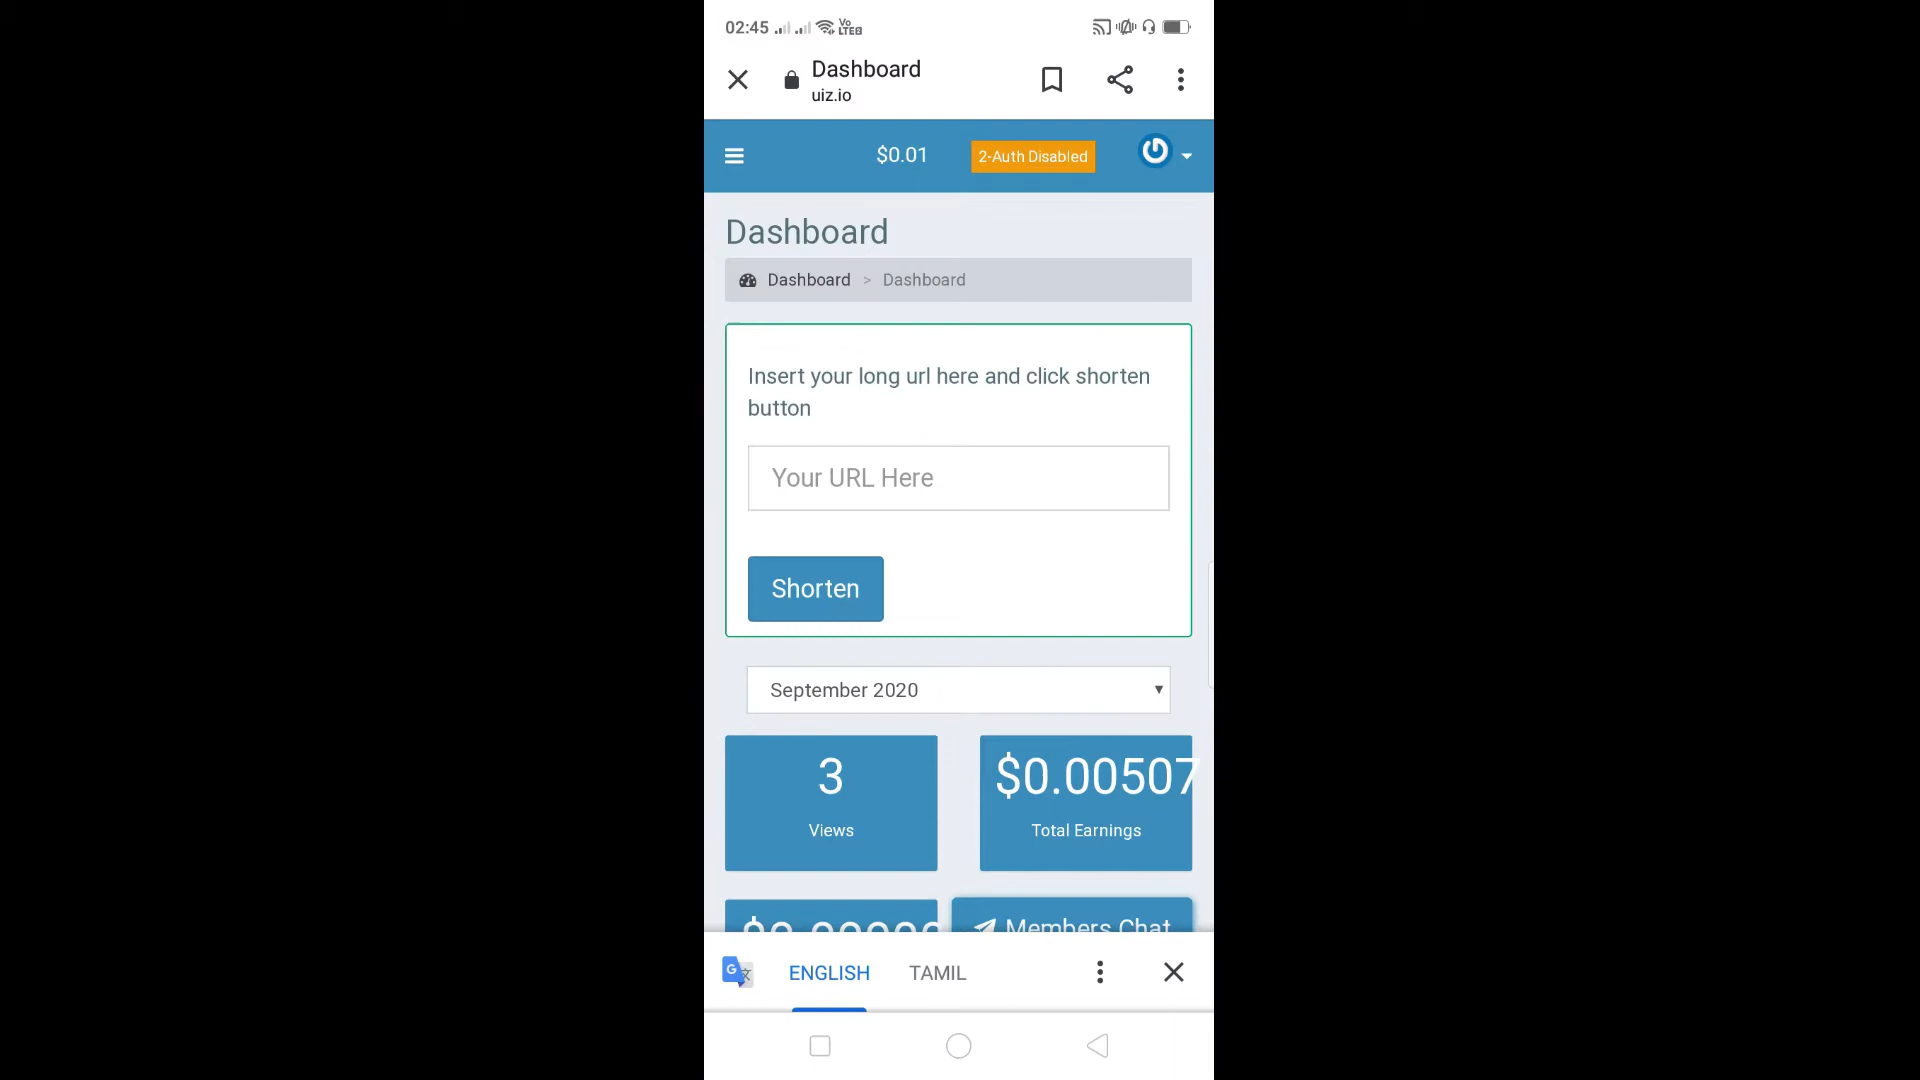 02:45
Vo
LTE
Dashboard
uiz.io
$0.01
2-Auth Disabled
Dashboard
Dashboard > Dashboard
Insert your long url here and click shorten
button
Your URL Here
Shorten
September 2020
3
$0.00507
Views
Total Earnings
Members Chat
ENGLISH
TAMIL